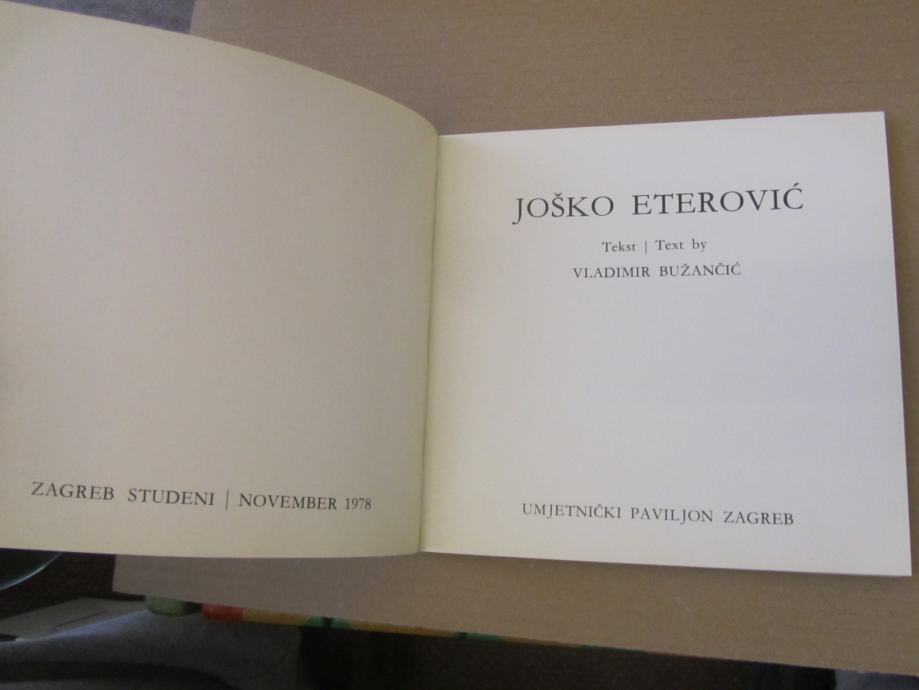 ZAGREB STUDENI | NOVEMBER 1978
JOŠKO ETEROVIĆ
Tekst | Text by
VLADIMIR BUŽANČIĆ
UMJETNIČKI PAVILJON ZAGREB